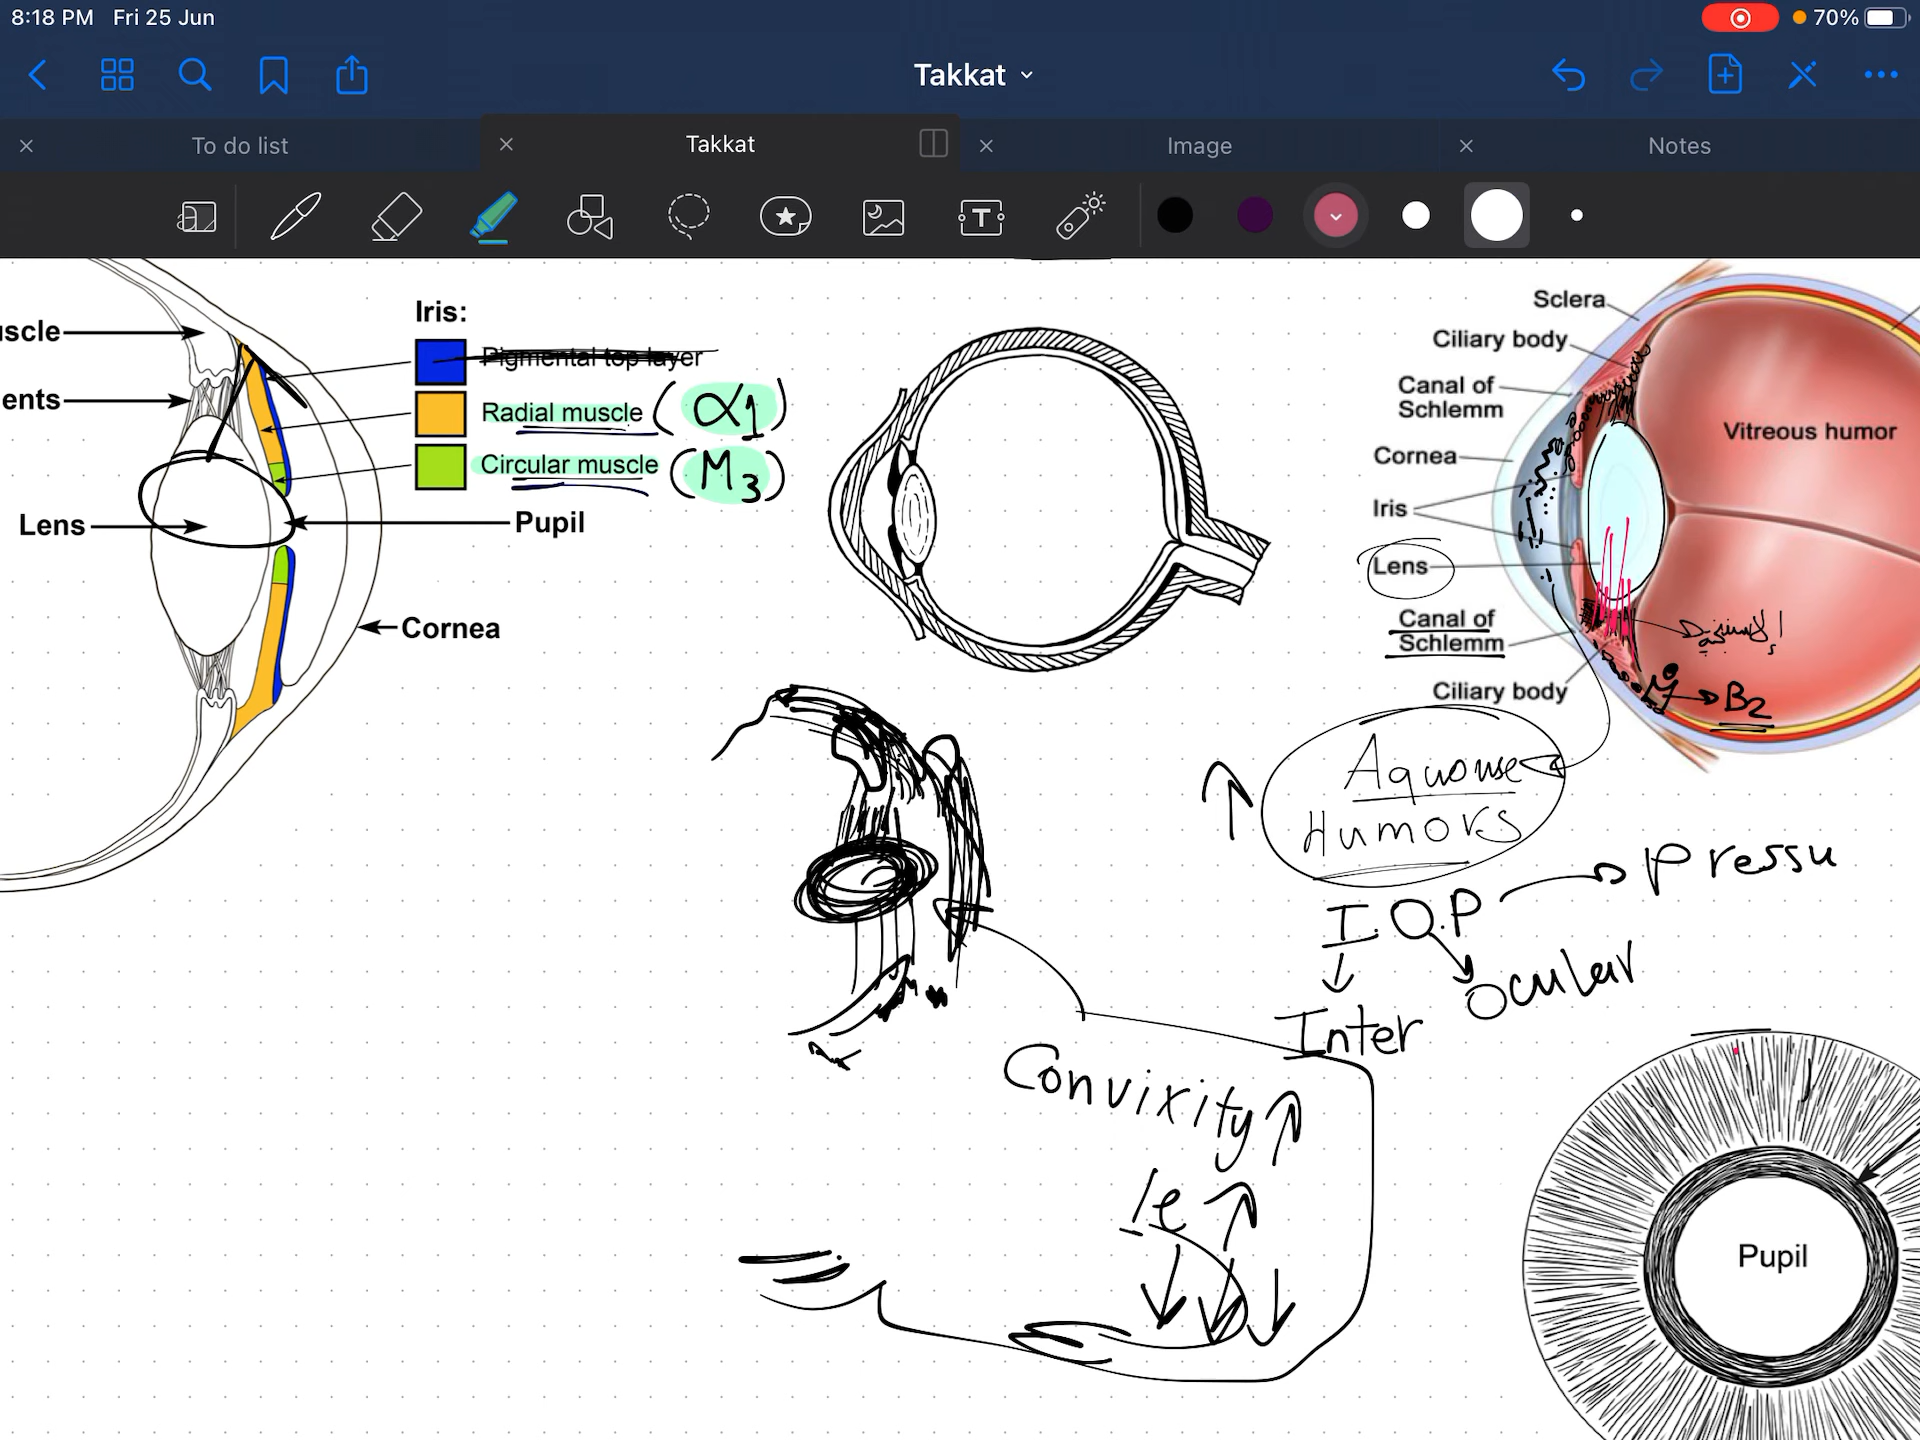 8:18 PM Fri 25 Jun
70%
Takkat
To do list
Takkat
Image
Notes
uscle
ents
Lens
Iris:
Pigmental top layer
Radial muscle (α1)
Circular muscle (M3)
Pupil
Cornea
Sclera
Ciliary body
Canal of
Schlemm
Cornea
Iris
Lens
Canal of
Schlemm
Ciliary body
Vitreous humor
M → B2
Aquouse
Humors
I.O.P
Pressu
Ocular
Inter
Convixity
Pupil